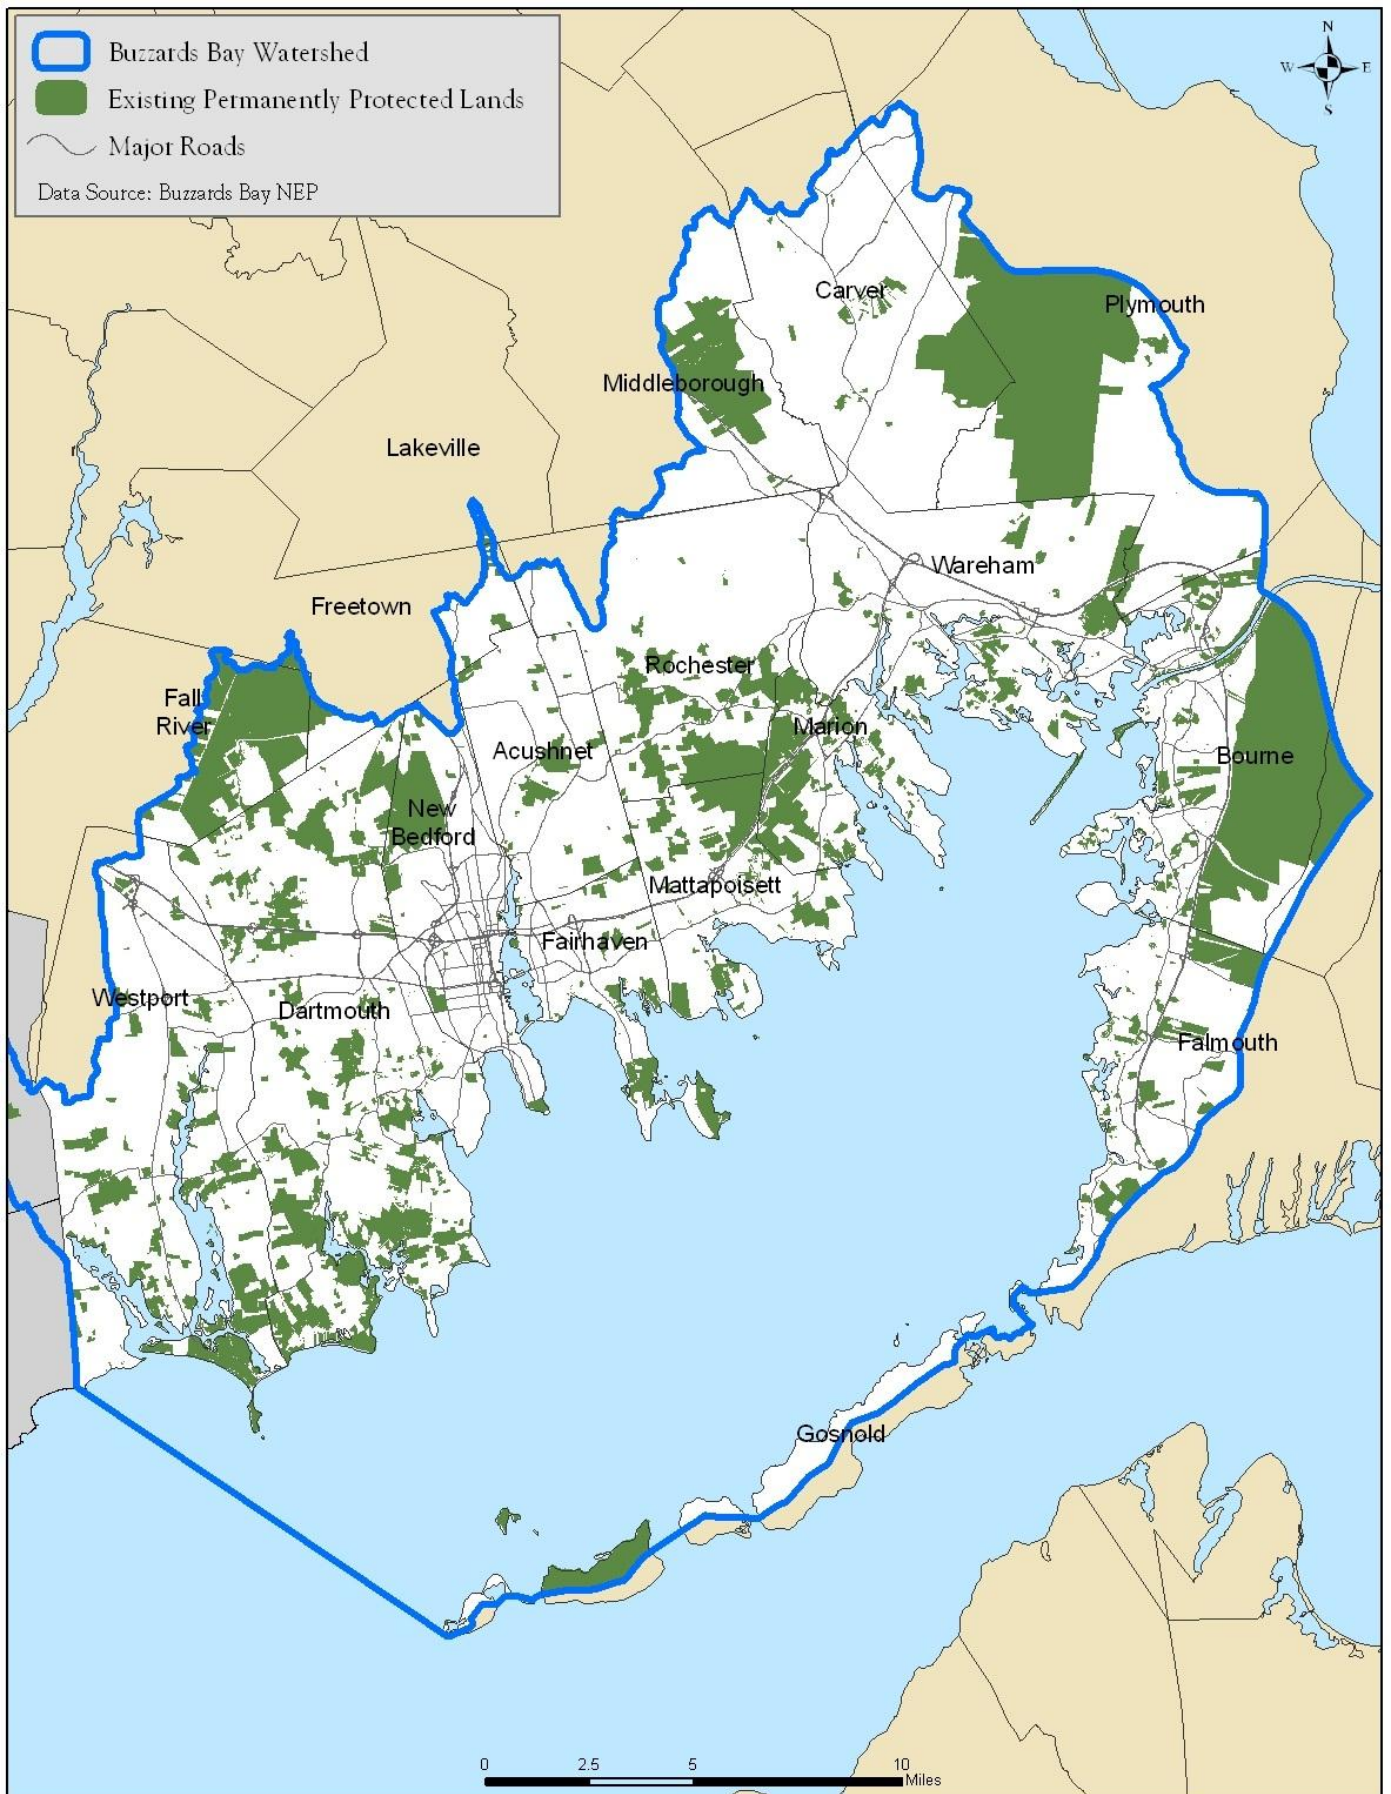 Buzzards Bay Watershed
Existing Permanently Protected Lands
Major Roads
Data Source: Buzzards Bay NEP
N
W E
S
Carver
Plymouth
Middleborough
Lakeville
Wareham
Freetown
Rochester
Fall
River
Marion
Acushnet
Bourne
New
Bedford
Mattapoisett
Fairhaven
Westport
Dartmouth
Falmouth
Gosnold
0 2.5 5 10
Miles